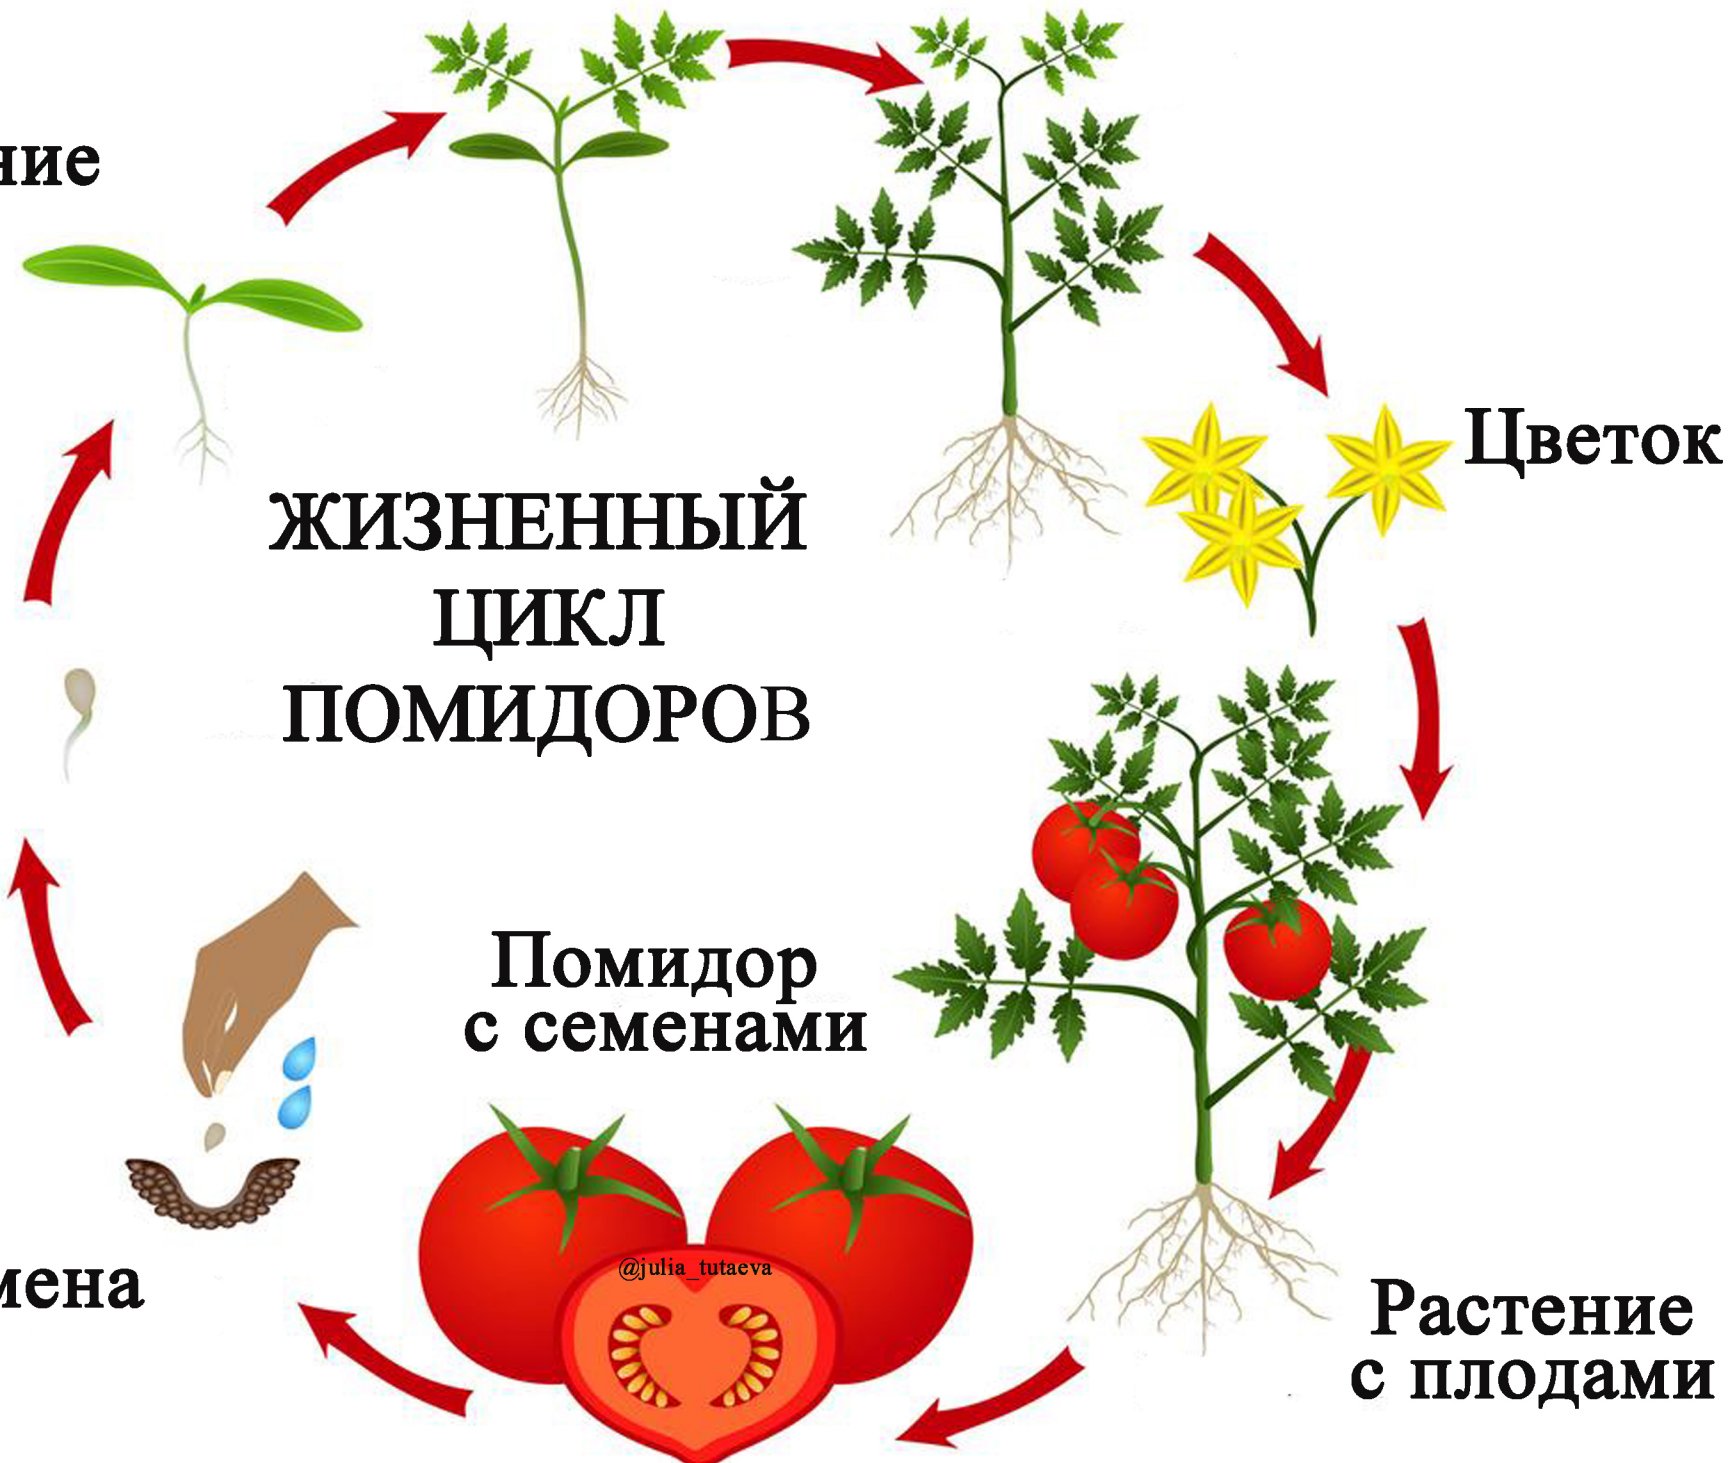 ние
Цветок
ЖИЗНЕННЫЙ
ЦИКЛ
ПОМИДОРОВ
Помидор
с семенами
@julia_tutaeva
мена
Растение
с плодами